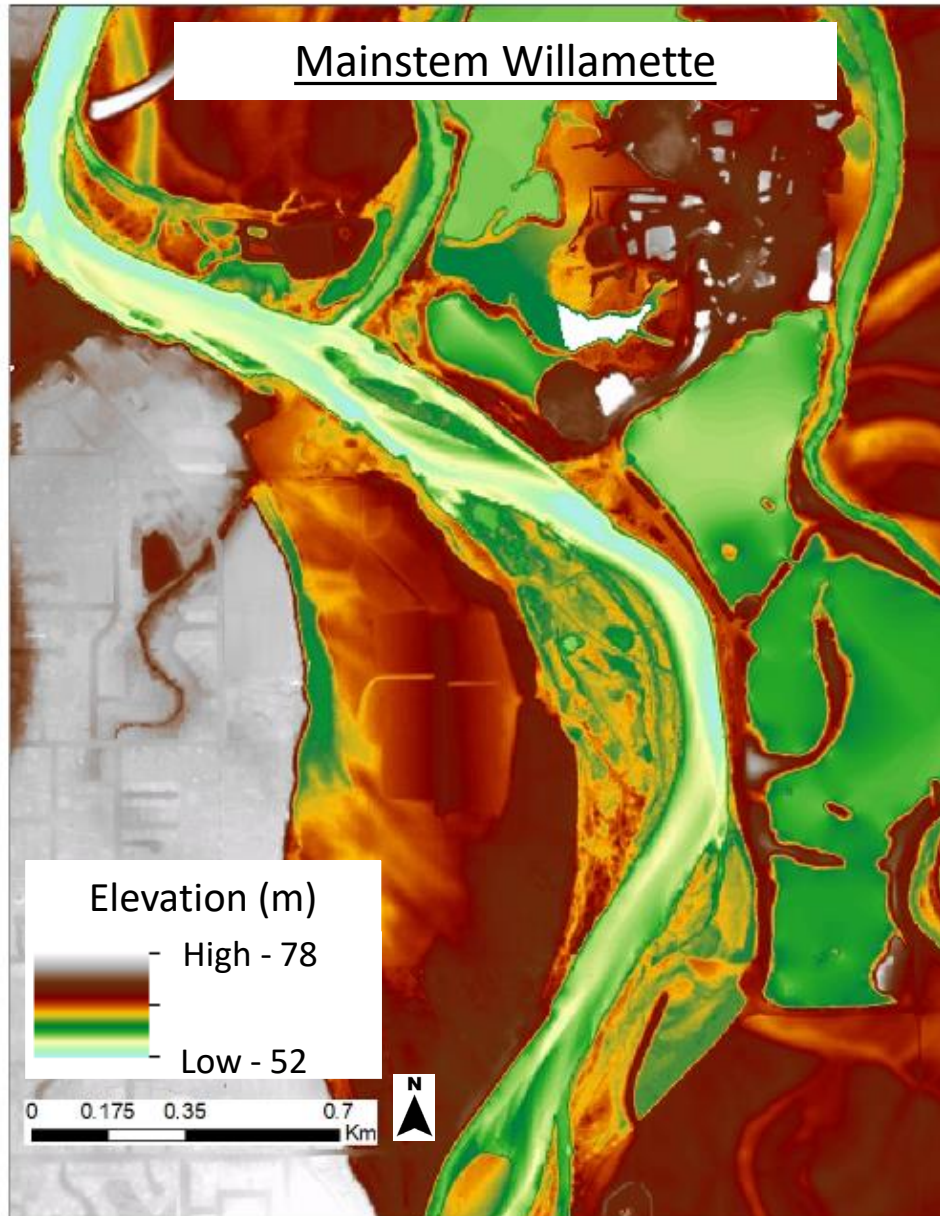 Mainstem Willamette
Elevation (m)
High - 78
Low - 52
N
0 0.175 0.35 0.7
Km